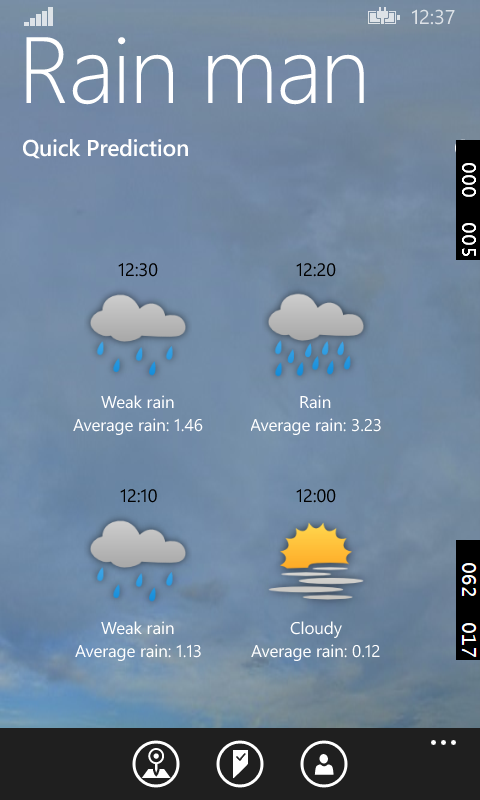 12:37
Rain man
Quick Prediction
000 005
12:30
12:20
Weak rain
Average rain: 1.46
Rain
Average rain: 3.23
12:10
12:00
Weak rain
Average rain: 1.13
Cloudy
Average rain: 0.12
062 017